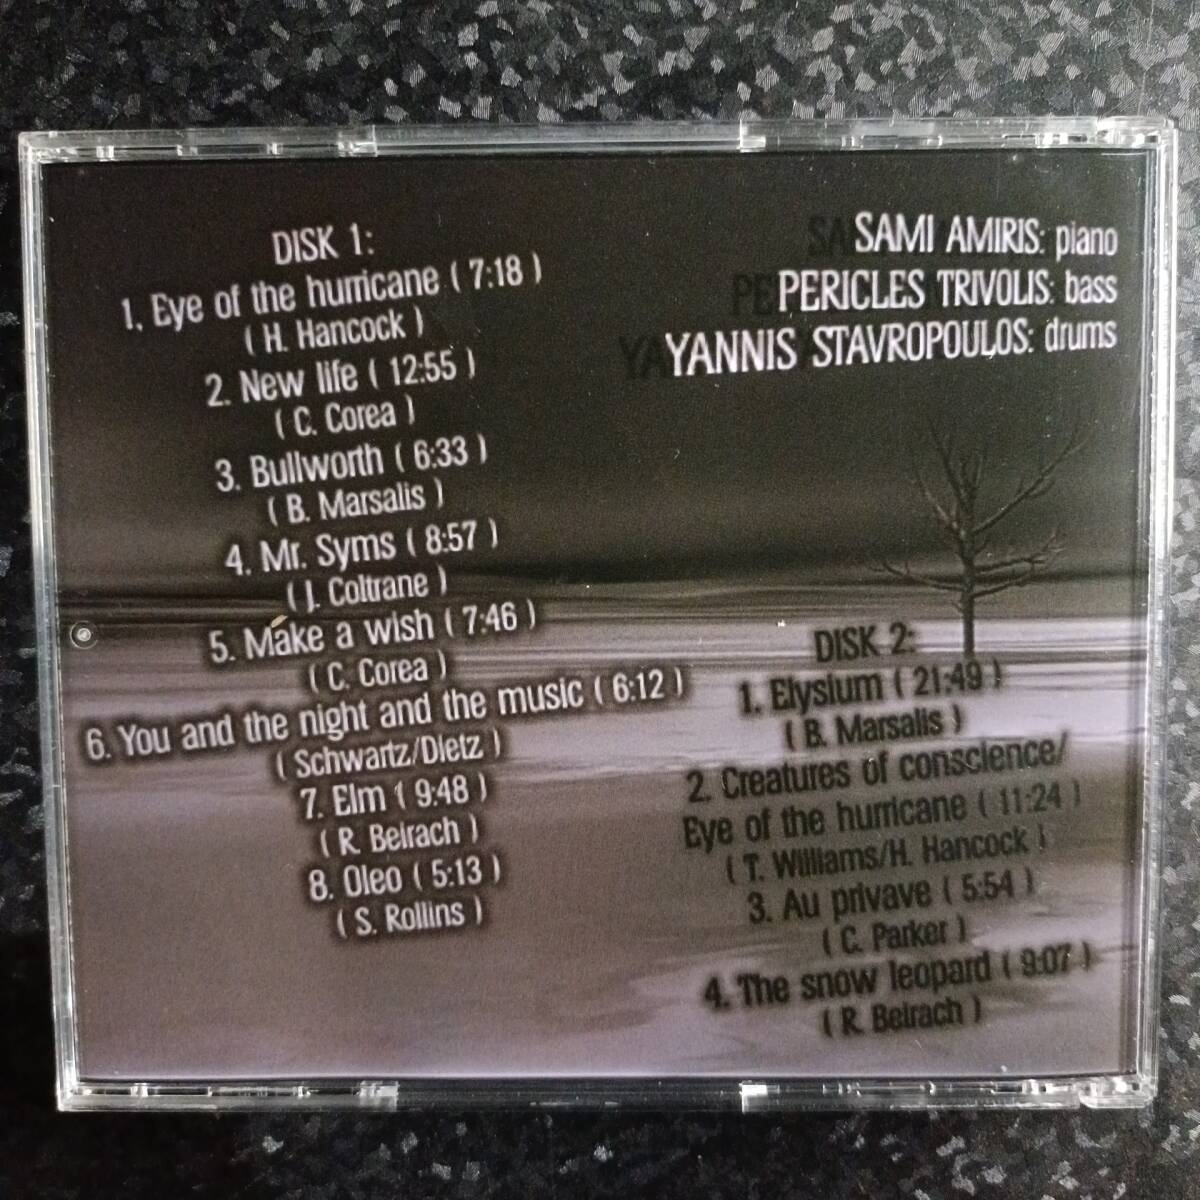 DISK 1:
1. Eye of the hurricane ( 7:18 )
( H. Hancock )
2. New life ( 12:55 )
( C. Corea )
3. Bullworth ( 6:33 )
( B. Marsalis )
4. Mr. Syms ( 8:57 )
( J. Coltrane )
5. Make a wish ( 7:46 )
( C. Corea )
6. You and the night and the music ( 6:12 )
( Schwartz/Dietz )
7. Elm ( 9:48 )
( R. Beirach )
8. Oleo ( 5:13 )
( S. Rollins )
SAMI AMIRIS: piano
PERICLES TRIVOLIS: bass
YANNIS STAVROPOULOS: drums
DISK 2:
1. Elysium ( 21:49 )
( B. Marsalis )
2. Creatures of conscience/
Eye of the hurricane ( 11:24 )
( T. Williams/H. Hancock )
3. Au privave ( 5:54 )
( C. Parker )
4. The snow leopard ( 9:07 )
( R. Beirach )